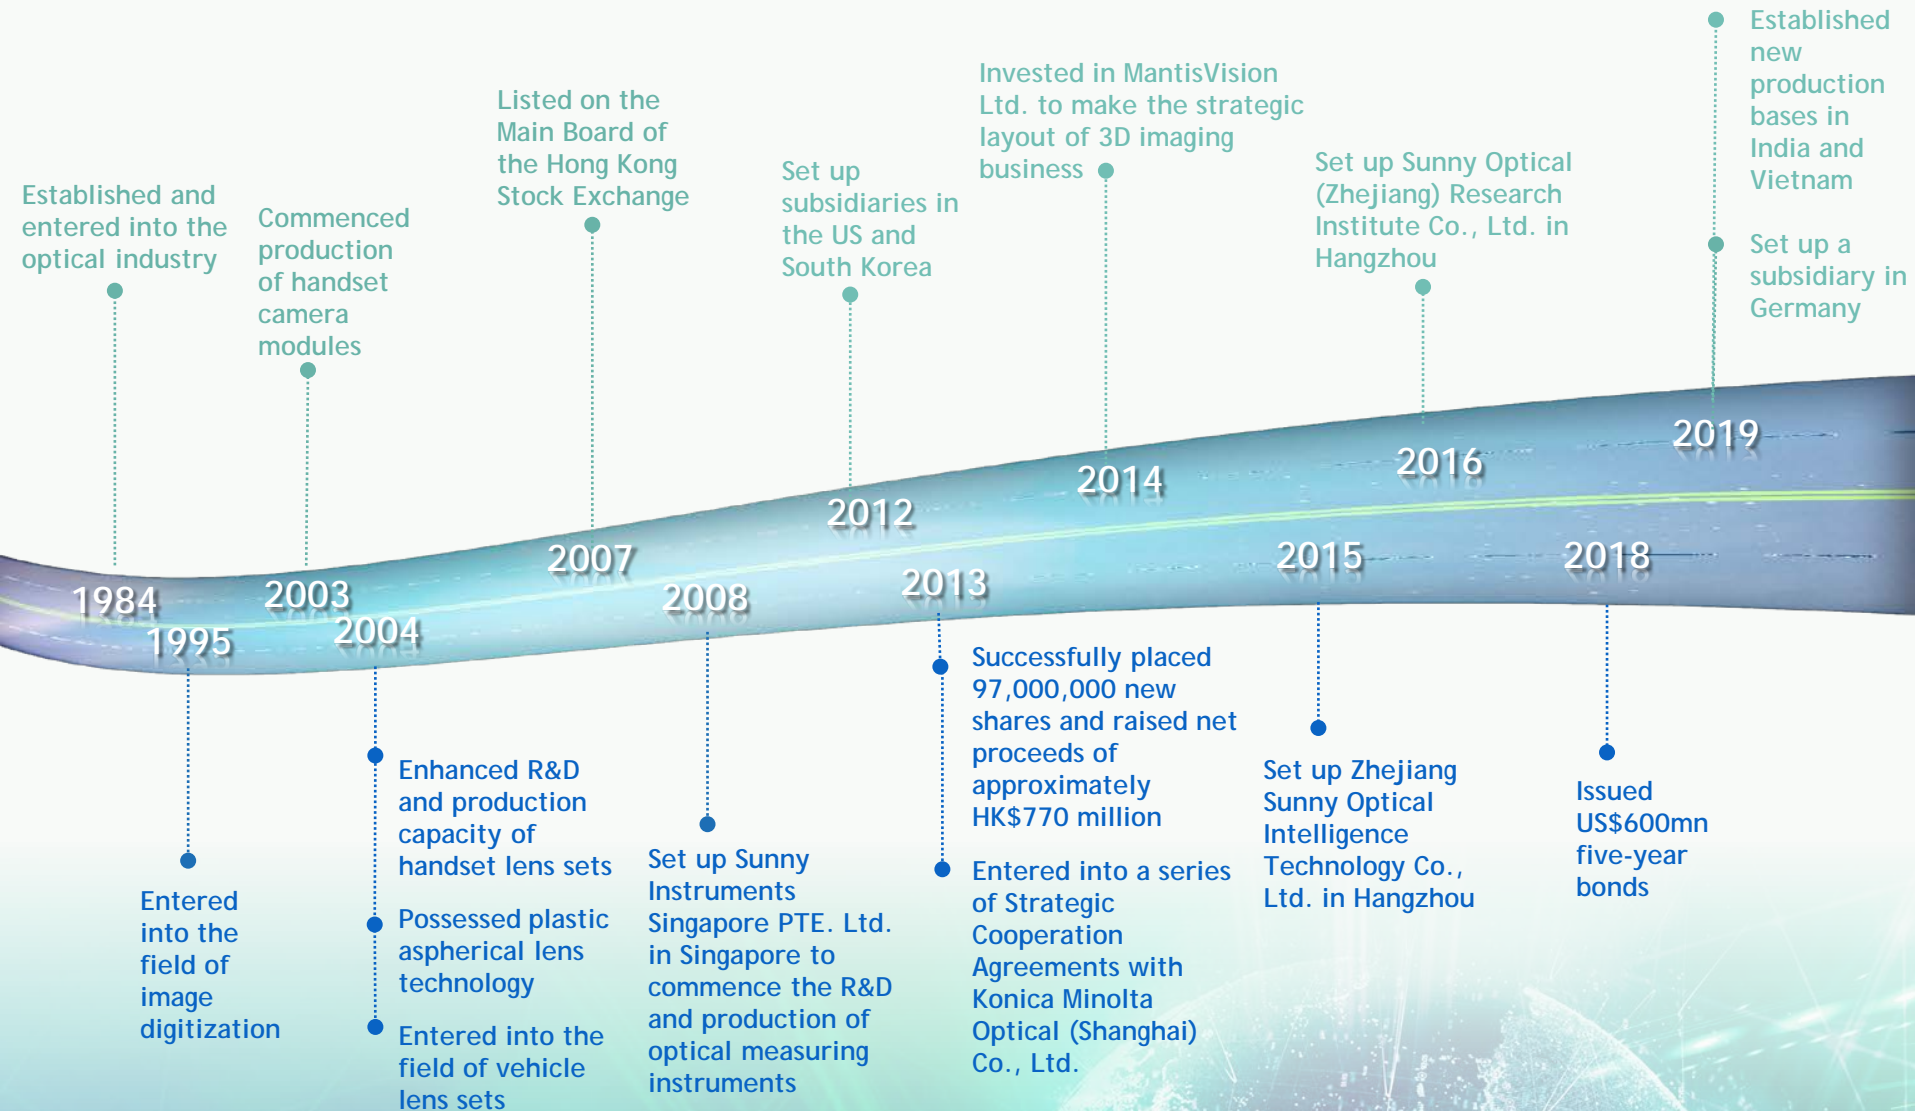 Established and
entered into the
optical industry
1984
Entered
into the
field of
image
digitization
1995
Commenced
production
of handset
camera
modules
2003
2004
Enhanced R&D
and production
capacity of
handset lens sets
Possessed plastic
aspherical lens
technology
Entered into the
field of vehicle
lens sets
Listed on the
Main Board of
the Hong Kong
Stock Exchange
2007
2008
Set up Sunny
Instruments
Singapore PTE. Ltd.
in Singapore to
commence the R&D
and production of
optical measuring
instruments
Set up
subsidiaries in
the US and
South Korea
2012
2013
Successfully placed
97,000,000 new
shares and raised net
proceeds of
approximately
HK$770 million
Entered into a series
of Strategic
Cooperation
Agreements with
Konica Minolta
Optical (Shanghai)
Co., Ltd.
Invested in MantisVision
Ltd. to make the strategic
layout of 3D imaging
business
2014
2015
Set up Zhejiang
Sunny Optical
Intelligence
Technology Co.,
Ltd. in Hangzhou
Set up Sunny Optical
(Zhejiang) Research
Institute Co., Ltd. in
Hangzhou
2016
2018
Issued
US$600mn
five-year
bonds
Established
new
production
bases in
India and
Vietnam
Set up a
subsidiary in
Germany
2019